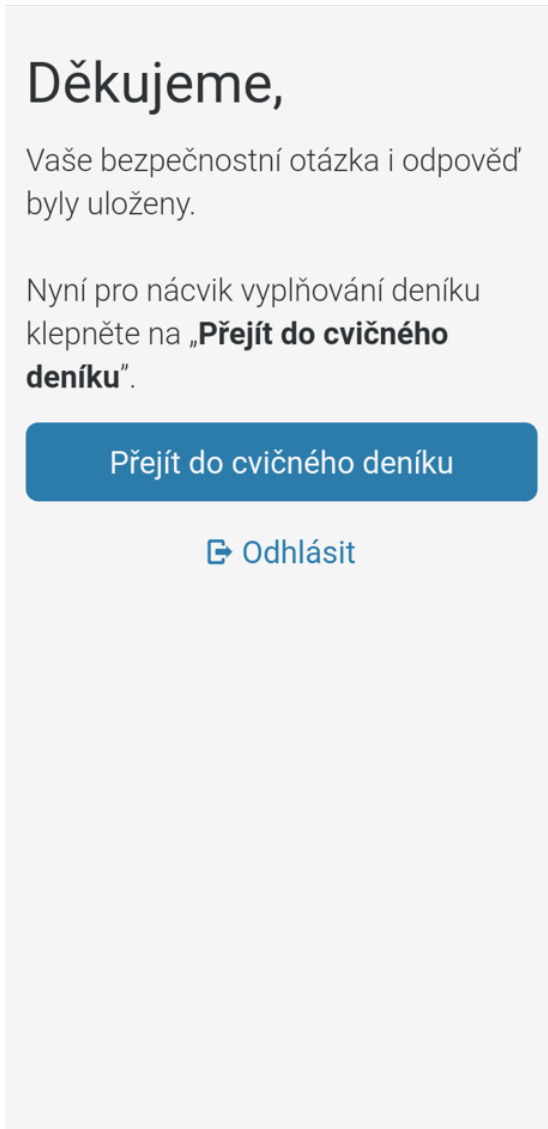 Děkujeme,
Vaše bezpečnostní otázka i odpověď
byly uloženy.
Nyní pro nácvik vyplňování deníku
klepněte na „Přejít do cvičného
deníku”.
Přejít do cvičného deníku
Odhlásit